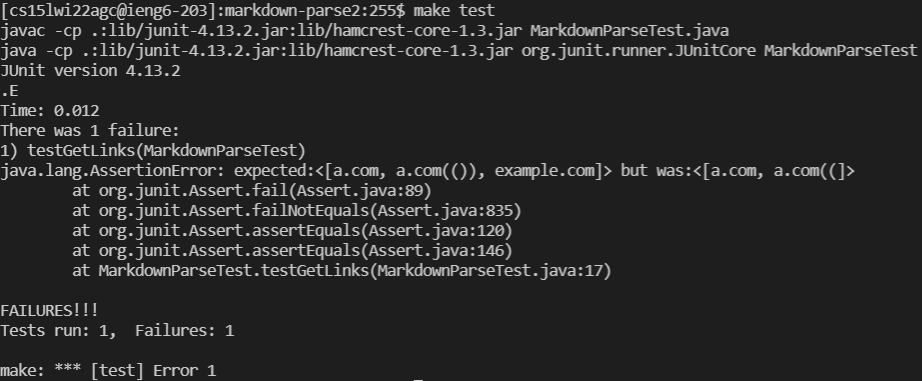 [cs15lwi22agc@ieng6-203]:markdown-parse2:255$ make test
javac -cp .:lib/junit-4.13.2.jar:lib/hamcrest-core-1.3.jar MarkdownParseTest.java
java -cp .:lib/junit-4.13.2.jar:lib/hamcrest-core-1.3.jar org.junit.runner.JUnitCore MarkdownParseTest
JUnit version 4.13.2
.E
Time: 0.012
There was 1 failure:
1) testGetLinks(MarkdownParseTest)
java.lang.AssertionError: expected:<[a.com, a.com(()), example.com]> but was:<[a.com, a.com((]>
        at org.junit.Assert.fail(Assert.java:89)
        at org.junit.Assert.failNotEquals(Assert.java:835)
        at org.junit.Assert.assertEquals(Assert.java:120)
        at org.junit.Assert.assertEquals(Assert.java:146)
        at MarkdownParseTest.testGetLinks(MarkdownParseTest.java:17)

FAILURES!!!
Tests run: 1,  Failures: 1

make: *** [test] Error 1